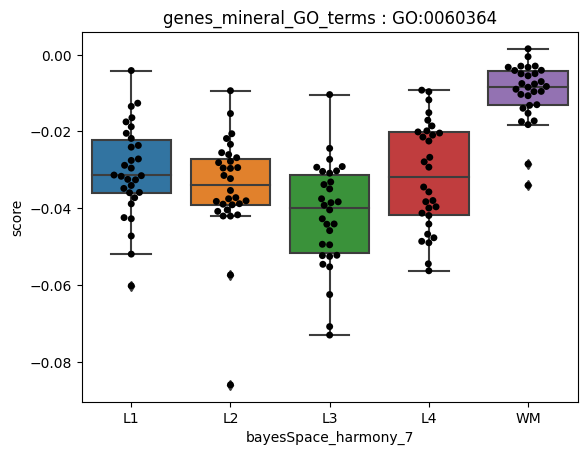 genes_mineral_GO_terms : GO:0060364
0.00
−0.02
−0.04
−0.06
−0.08
score
L1 L2 L3 L4 WM
bayesSpace_harmony_7